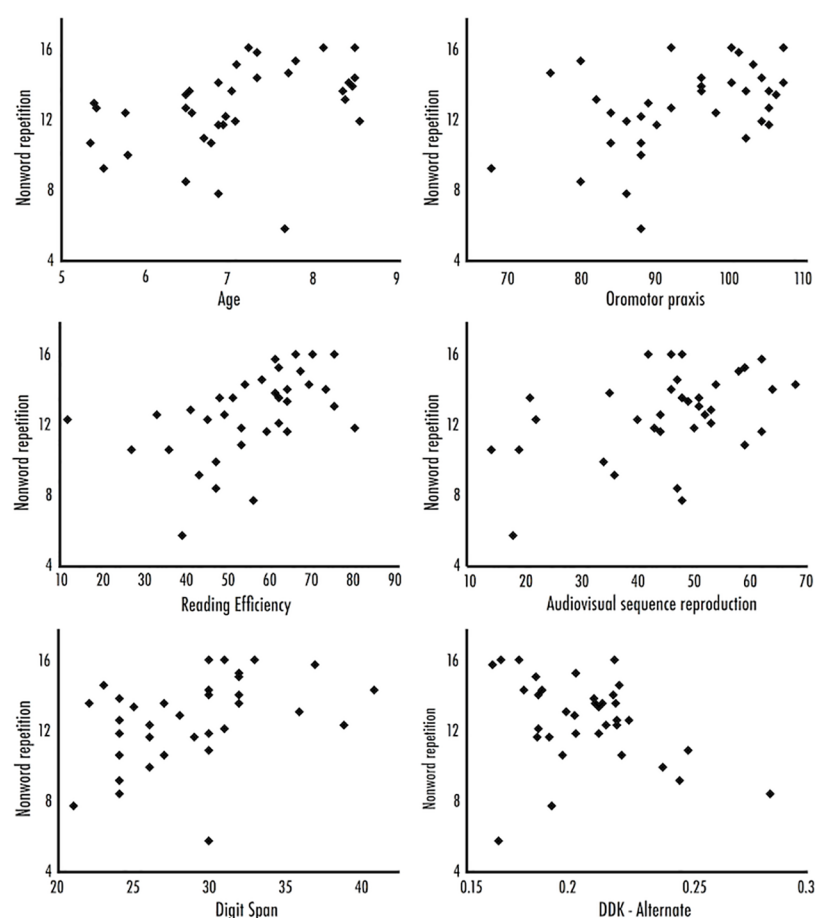 Nonword repetition
16
12
8
4
5 6 7 8 9
Age
Nonword repetition
16
12
8
4
70 80 90 100 110
Oromotor praxis
Nonword repetition
16
12
8
4
10 20 30 40 50 60 70 80 90
Reading Efficiency
Nonword repetition
16
12
8
4
10 20 30 40 50 60 70
Audiovisual sequence reproduction
Nonword repetition
16
12
8
4
20 25 30 35 40
Digit Span
Nonword repetition
16
12
8
4
0.15 0.2 0.25 0.3
DDK - Alternate